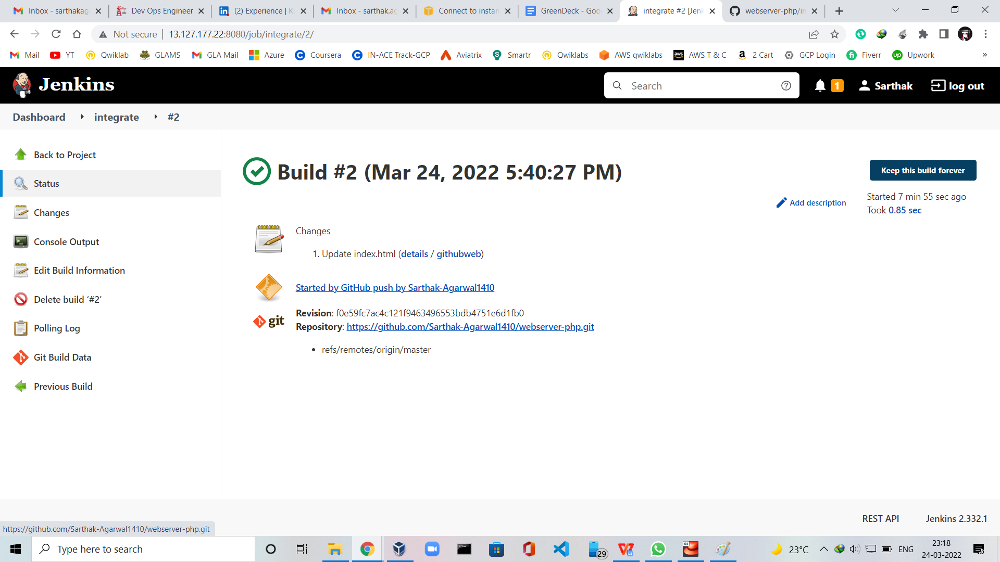 Inbox - sarthakag
Dev Ops Engineer
(2) Experience | K
Inbox - sarthak.ag
Connect to instan
GreenDeck - Goo
integrate #2 [Jenk
webserver-php/in
Not secure
13.127.177.22:8080/job/integrate/2/
Mail
YT
Qwiklab
GLAMS
GLA Mail
Azure
Coursera
IN-ACE Track-GCP
Aviatrix
Smartr
Qwiklabs
AWS qwiklabs
AWS T & C
2 Cart
GCP Login
Fiverr
Upwork
»
Jenkins
Search
1
Sarthak
log out
Dashboard
integrate
#2
Back to Project
Status
Changes
Console Output
Edit Build Information
Delete build ‘#2’
Polling Log
Git Build Data
Previous Build
Build #2 (Mar 24, 2022 5:40:27 PM)
Keep this build forever
Add description
Started 7 min 55 sec ago
Took 0.85 sec
Changes
1. Update index.html (details / githubweb)
Started by GitHub push by Sarthak-Agarwal1410
git
Revision: f0e59fc7ac4c121f9463496553bdb4751e6d1fb0
Repository: https://github.com/Sarthak-Agarwal1410/webserver-php.git
• refs/remotes/origin/master
REST API
Jenkins 2.332.1
https://github.com/Sarthak-Agarwal1410/webserver-php.git
Type here to search
29
64
23°C
ENG
23:18
24-03-2022